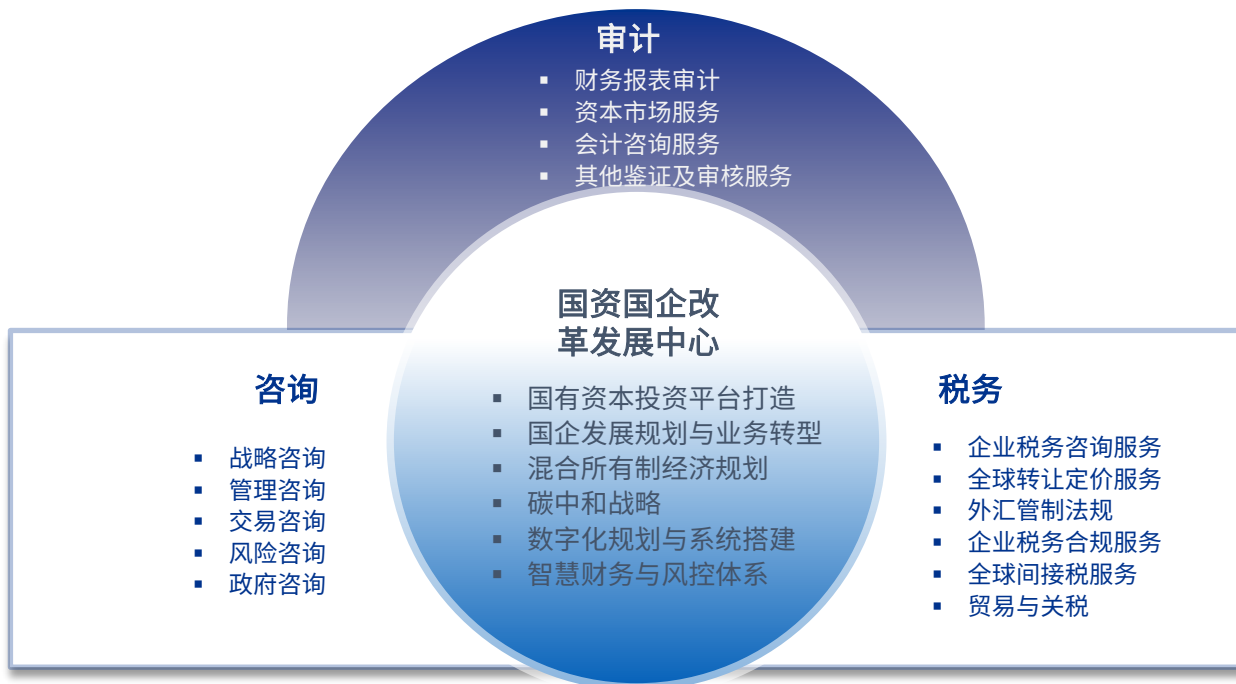 审计
▪ 财务报表审计
▪ 资本市场服务
▪ 会计咨询服务
▪ 其他鉴证及审核服务
国资国企改
革发展中心
▪ 国有资本投资平台打造
▪ 国企发展规划与业务转型
▪ 混合所有制经济规划
▪ 碳中和战略
▪ 数字化规划与系统搭建
▪ 智慧财务与风控体系
咨询
▪ 战略咨询
▪ 管理咨询
▪ 交易咨询
▪ 风险咨询
▪ 政府咨询
税务
▪ 企业税务咨询服务
▪ 全球转让定价服务
▪ 外汇管制法规
▪ 企业税务合规服务
▪ 全球间接税服务
▪ 贸易与关税